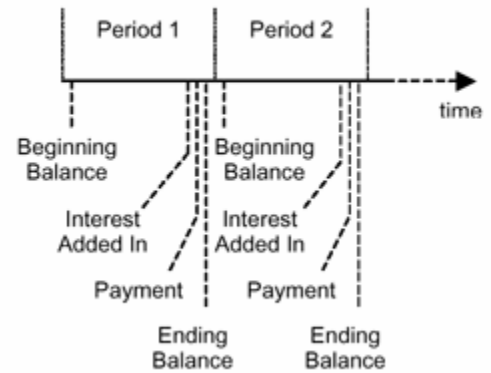 Period 1
Period 2
time
Beginning
Balance
Beginning
Balance
Interest
Added In
Interest
Added In
Payment
Payment
Ending
Balance
Ending
Balance